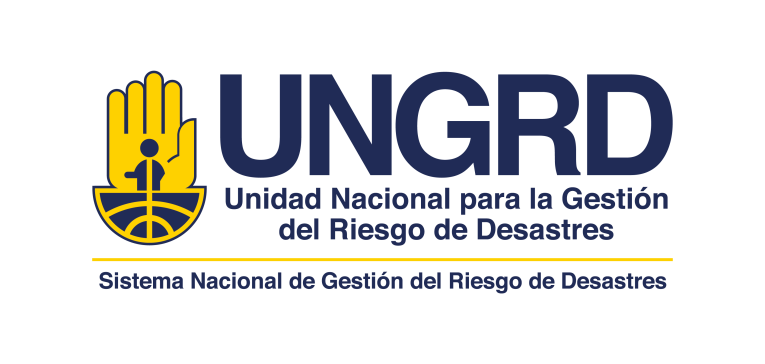 UNGRD
Unidad Nacional para la Gestión
del Riesgo de Desastres
Sistema Nacional de Gestión del Riesgo de Desastres